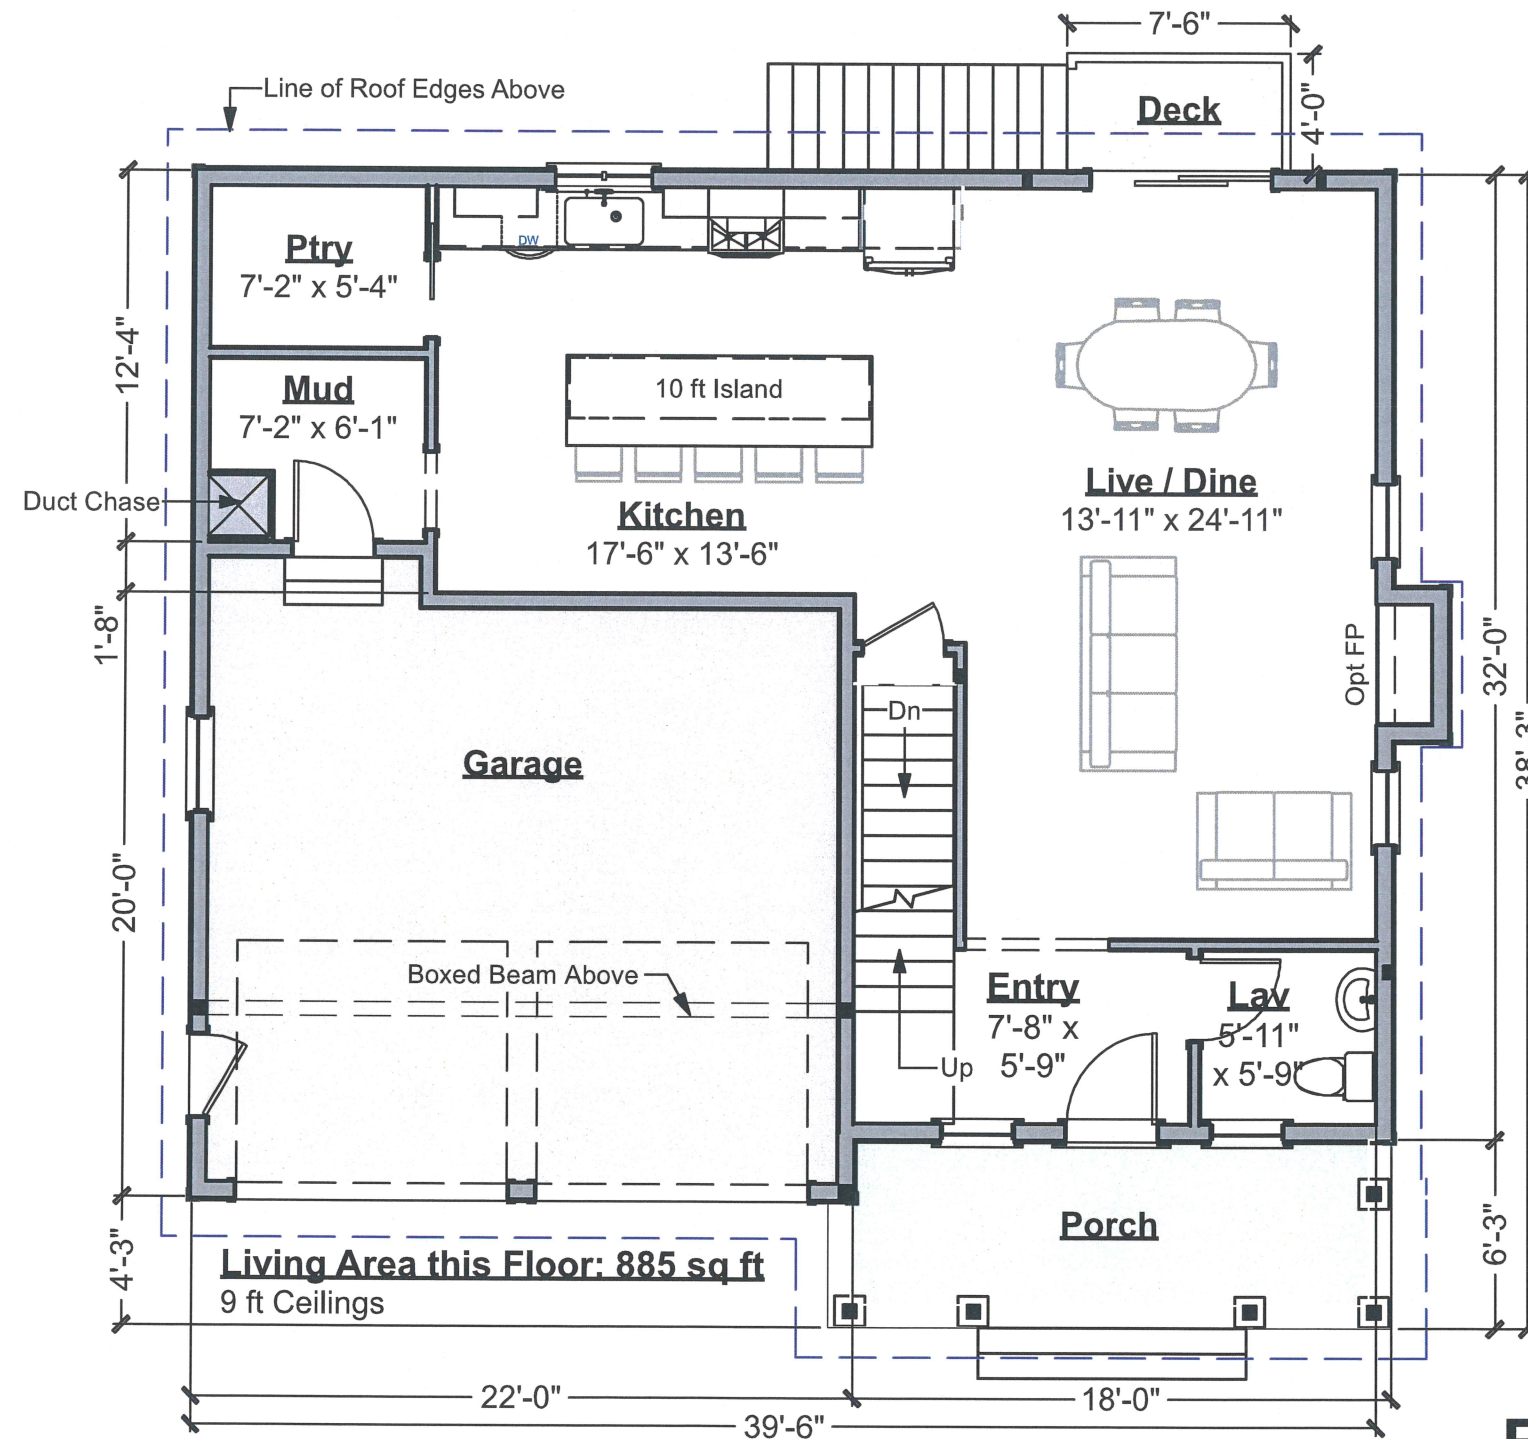 7'-6"
Line of Roof Edges Above
Deck
4'-0"
Ptry
7'-2" x 5'-4"
DW
12'-4"
Mud
7'-2" x 6'-1"
10 ft Island
Duct Chase
Kitchen
17'-6" x 13'-6"
Live / Dine
13'-11" x 24'-11"
1'-8"
Opt FP
32'-0"
38'-3"
Dn
Garage
20'-0"
Boxed Beam Above
Entry
7'-8" x
5'-9"
Lav
5'-11"
x 5'-9"
Up
Porch
6'-3"
4'-3"
Living Area this Floor: 885 sq ft
9 ft Ceilings
22'-0"
18'-0"
39'-6"